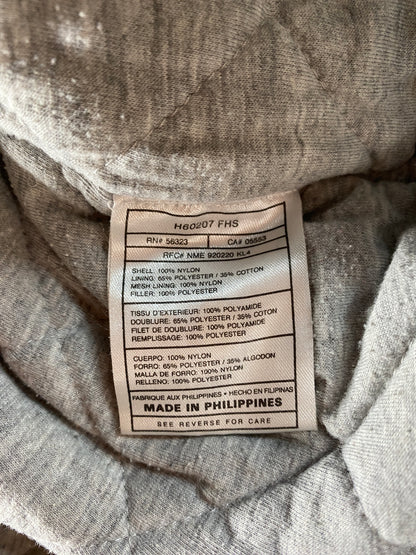 H60207 FHS
RN# 56323 CA# 05553
RFC# NME 920220 KL4
SHELL: 100% NYLON
LINING: 65% POLYESTER / 35% COTTON
MESH LINING: 100% NYLON
FILLER: 100% POLYESTER
TISSU D'EXTERIEUR: 100% POLYAMIDE
DOUBLURE: 65% POLYESTER / 35% COTON
FILET DE DOUBLURE: 100% POLYAMIDE
REMPLISSAGE: 100% POLYESTER
CUERPO: 100% NYLON
FORRO: 65% POLYESTER / 35% ALGODON
MALLA DE FORRO: 100% NYLON
RELLENO: 100% POLYESTER
FABRIQUE AUX PHILIPPINES • HECHO EN FILIPINAS
MADE IN PHILIPPINES
SEE REVERSE FOR CARE